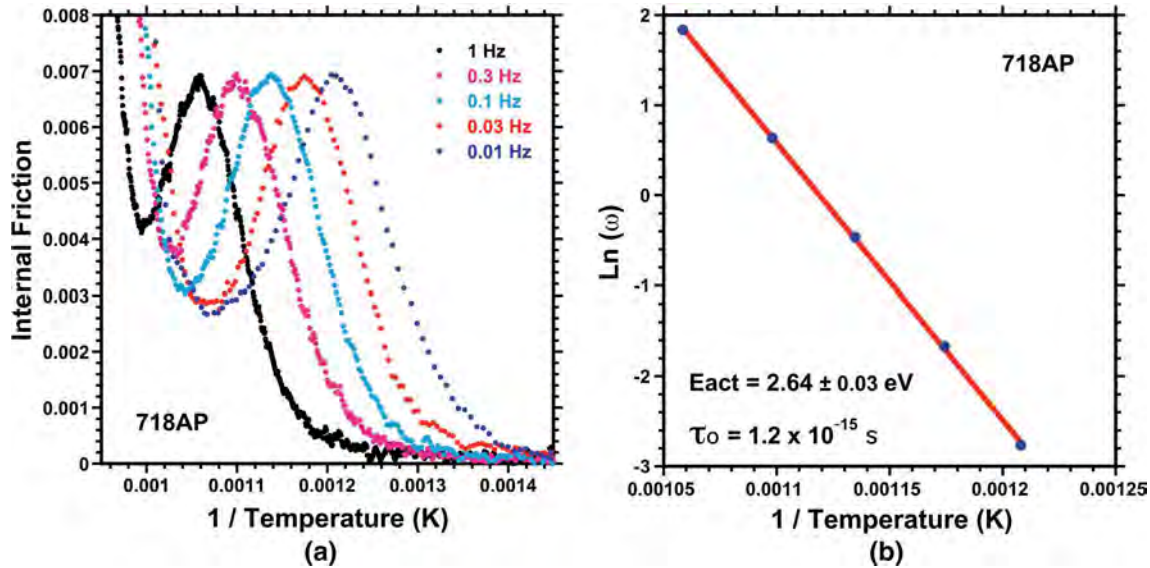 0.008
0.007
0.006
0.005
0.004
0.003
0.002
0.001
0
Internal Friction
1 Hz
0.3 Hz
0.1 Hz
0.03 Hz
0.01 Hz
718AP
0.001 0.0011 0.0012 0.0013 0.0014
1 / Temperature (K)
(a)
2
1
0
-1
-2
-3
Ln (ω)
718AP
Eact = 2.64 ± 0.03 eV
τo = 1.2 x 10⁻¹⁵ s
0.00105 0.0011 0.00115 0.0012 0.00125
1 / Temperature (K)
(b)